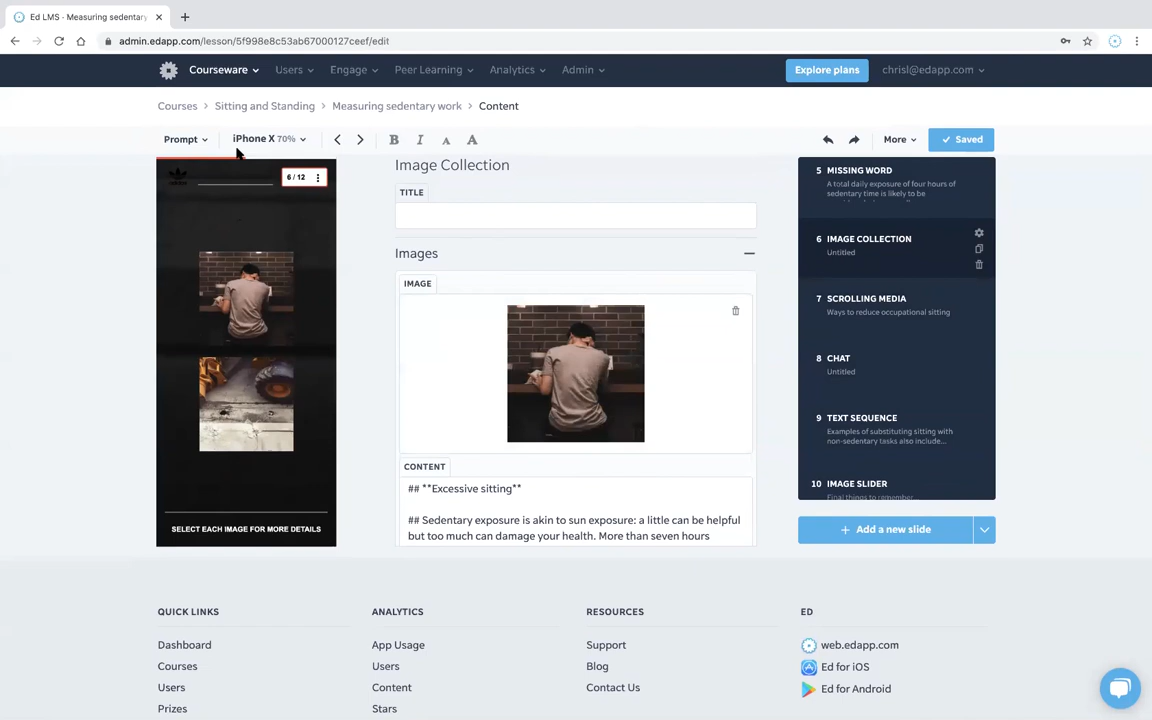 Ed LMS - Measuring sedentary
admin.edapp.com/lesson/5f998e8c53ab67000127ceef/edit
Courseware Users Engage Peer Learning Analytics Admin Explore plans chrisl@edapp.com
Courses > Sitting and Standing > Measuring sedentary work > Content
Prompt iPhone X 70% B I A A More Saved
6 / 12
SELECT EACH IMAGE FOR MORE DETAILS
Image Collection
TITLE
Images
IMAGE
CONTENT
## **Excessive sitting**
## Sedentary exposure is akin to sun exposure: a little can be helpful
but too much can damage your health. More than seven hours
5 MISSING WORD
A total daily exposure of four hours of
sedentary time is likely to be
6 IMAGE COLLECTION
Untitled
7 SCROLLING MEDIA
Ways to reduce occupational sitting
8 CHAT
Untitled
9 TEXT SEQUENCE
Examples of substituting sitting with
non-sedentary tasks also include...
10 IMAGE SLIDER
Final things to remember...
+ Add a new slide
QUICK LINKS
Dashboard
Courses
Users
Prizes
ANALYTICS
App Usage
Users
Content
Stars
RESOURCES
Support
Blog
Contact Us
ED
web.edapp.com
Ed for iOS
Ed for Android